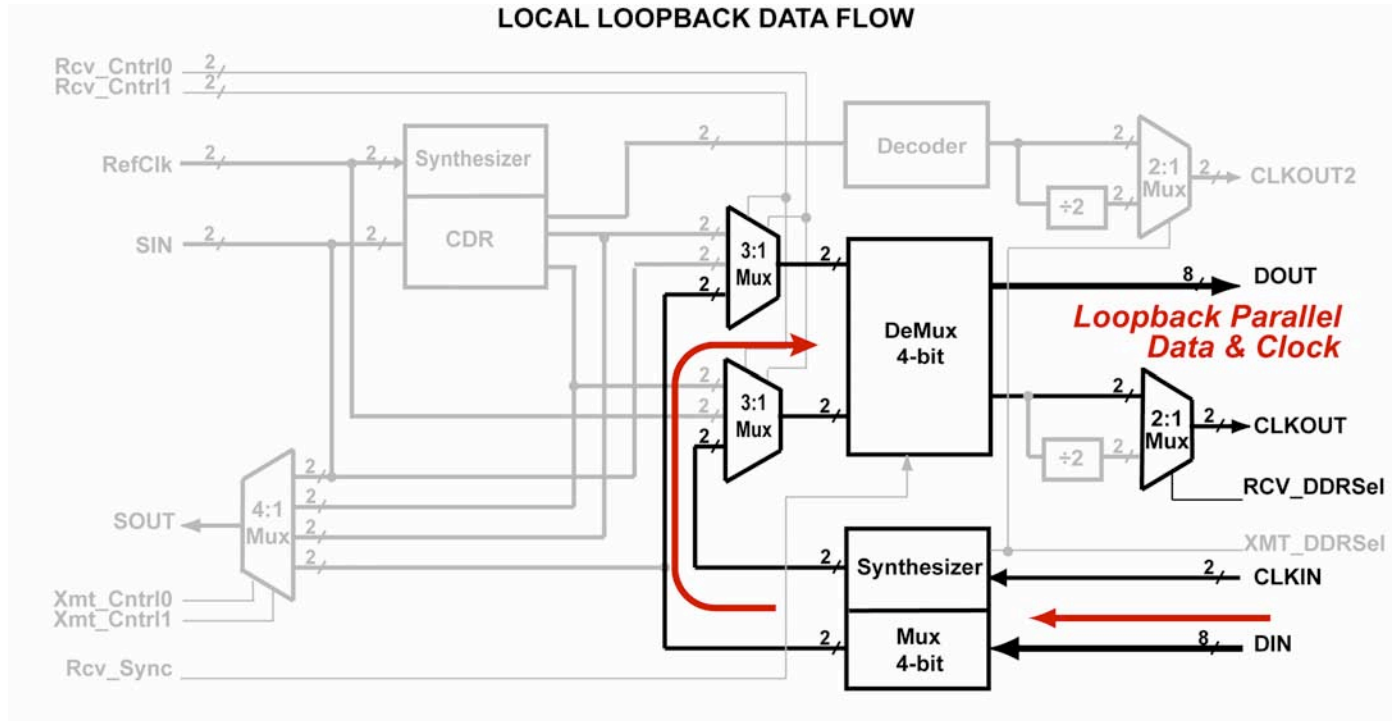 LOCAL LOOPBACK DATA FLOW
Rcv_Cntrl0 2
Rcv_Cntrl1 2
RefClk 2 2
Synthesizer
CDR
SIN 2 2
2
Decoder
2
2
÷2
2:1
Mux
2
CLKOUT2
2
2
2
3:1
Mux
2
DeMux
4-bit
8
DOUT
Loopback Parallel
Data & Clock
2
2
2
3:1
Mux
2
2
÷2
2
2:1
Mux
2
CLKOUT
RCV_DDRSel
XMT_DDRSel
SOUT
4:1
Mux
2
2
2
2
Xmt_Cntrl0
Xmt_Cntrl1
Rcv_Sync
2
Synthesizer
2
CLKIN
2
Mux
4-bit
8
DIN